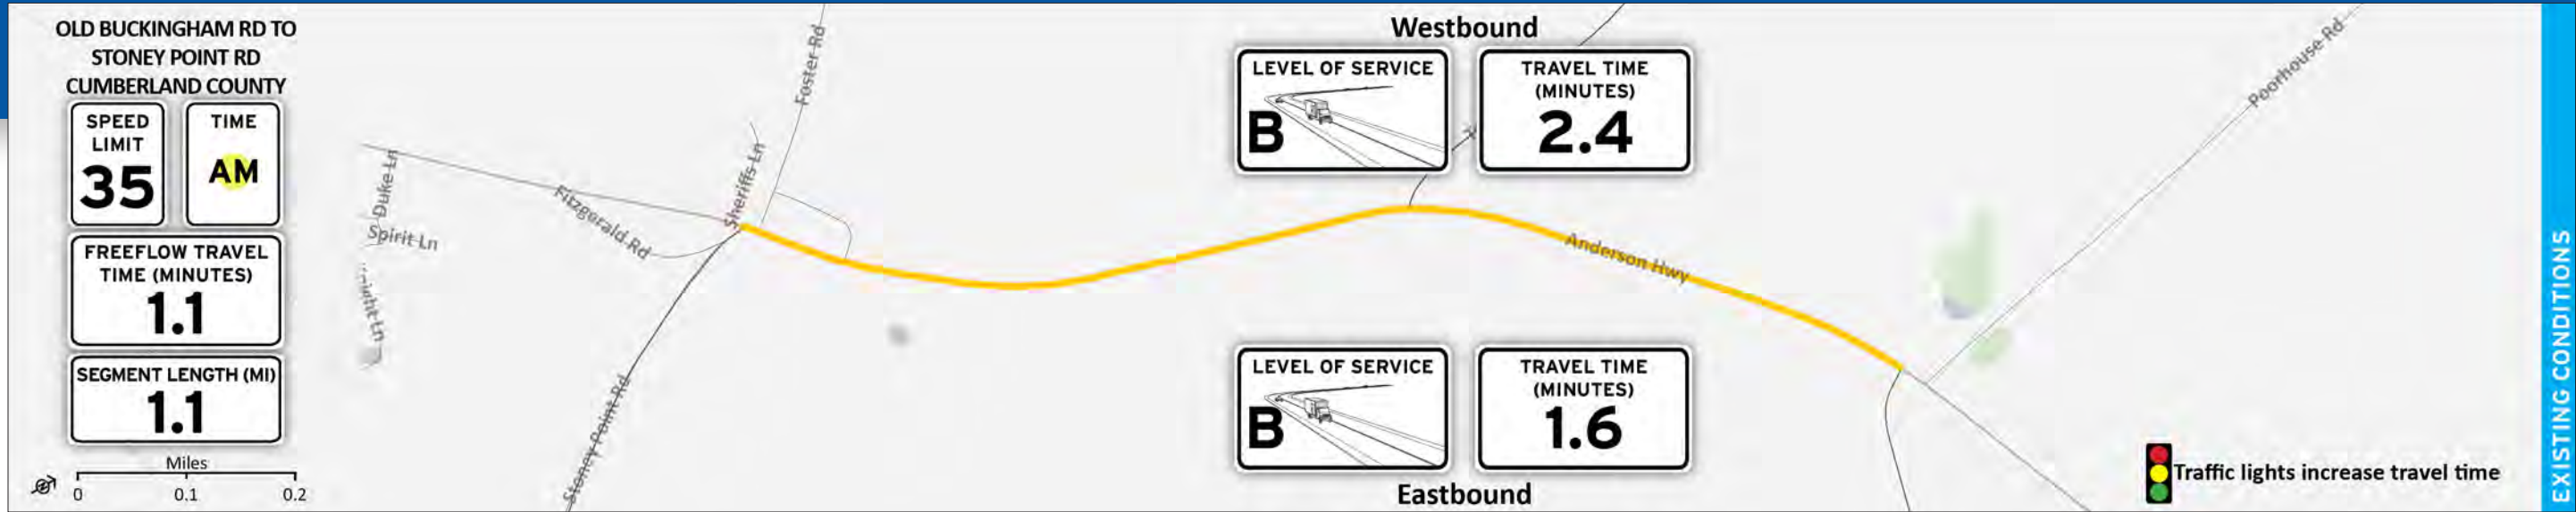 OLD BUCKINGHAM RD TO
STONEY POINT RD
CUMBERLAND COUNTY
SPEED
LIMIT
35
TIME
AM
FREEFLOW TRAVEL
TIME (MINUTES)
1.1
SEGMENT LENGTH (MI)
1.1
Miles
0
0.1
0.2
Duke Ln
Spirit Ln
Fitzgerald Rd
Sheriffs Ln
Foster Rd
Stoney Point Rd
Westbound
LEVEL OF SERVICE
B
TRAVEL TIME
(MINUTES)
2.4
Anderson Hwy
Poorhouse Rd
LEVEL OF SERVICE
B
TRAVEL TIME
(MINUTES)
1.6
Eastbound
Traffic lights increase travel time
EXISTING CONDITIONS